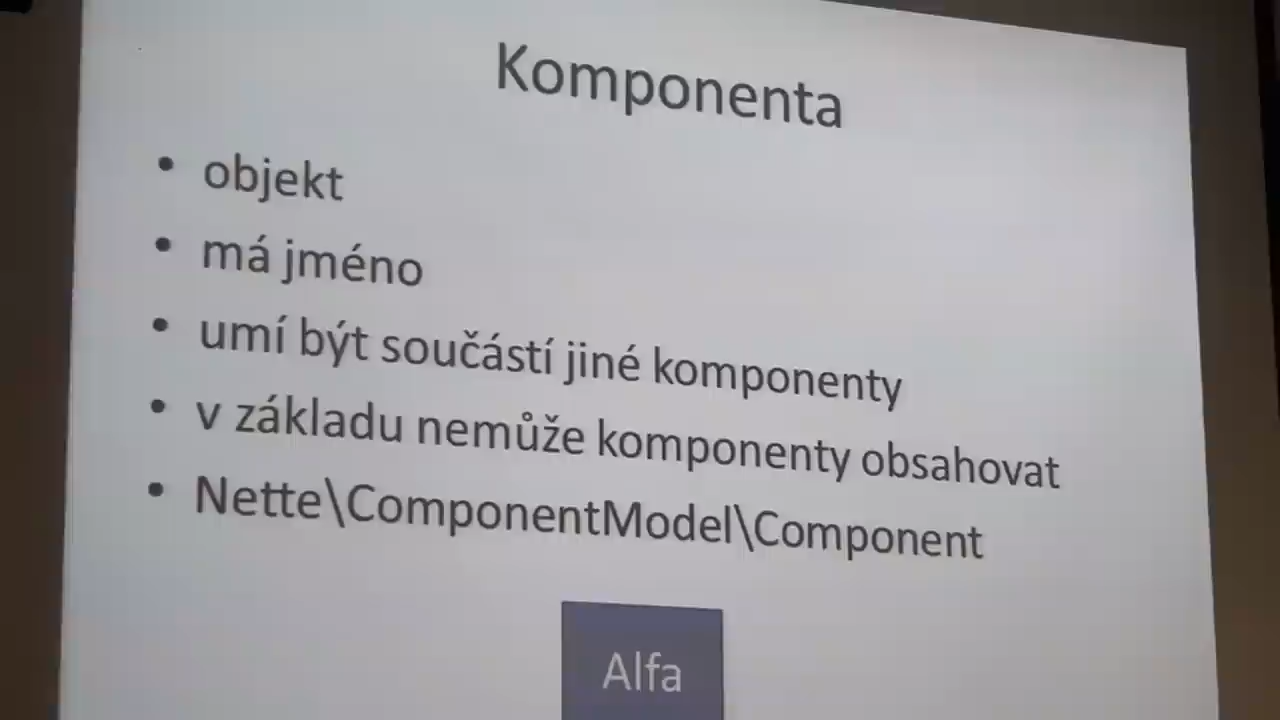 Komponenta
• objekt
• má jméno
• umí být součástí jiné komponenty
• v základu nemůže komponenty obsahovat
• Nette\ComponentModel\Component
Alfa